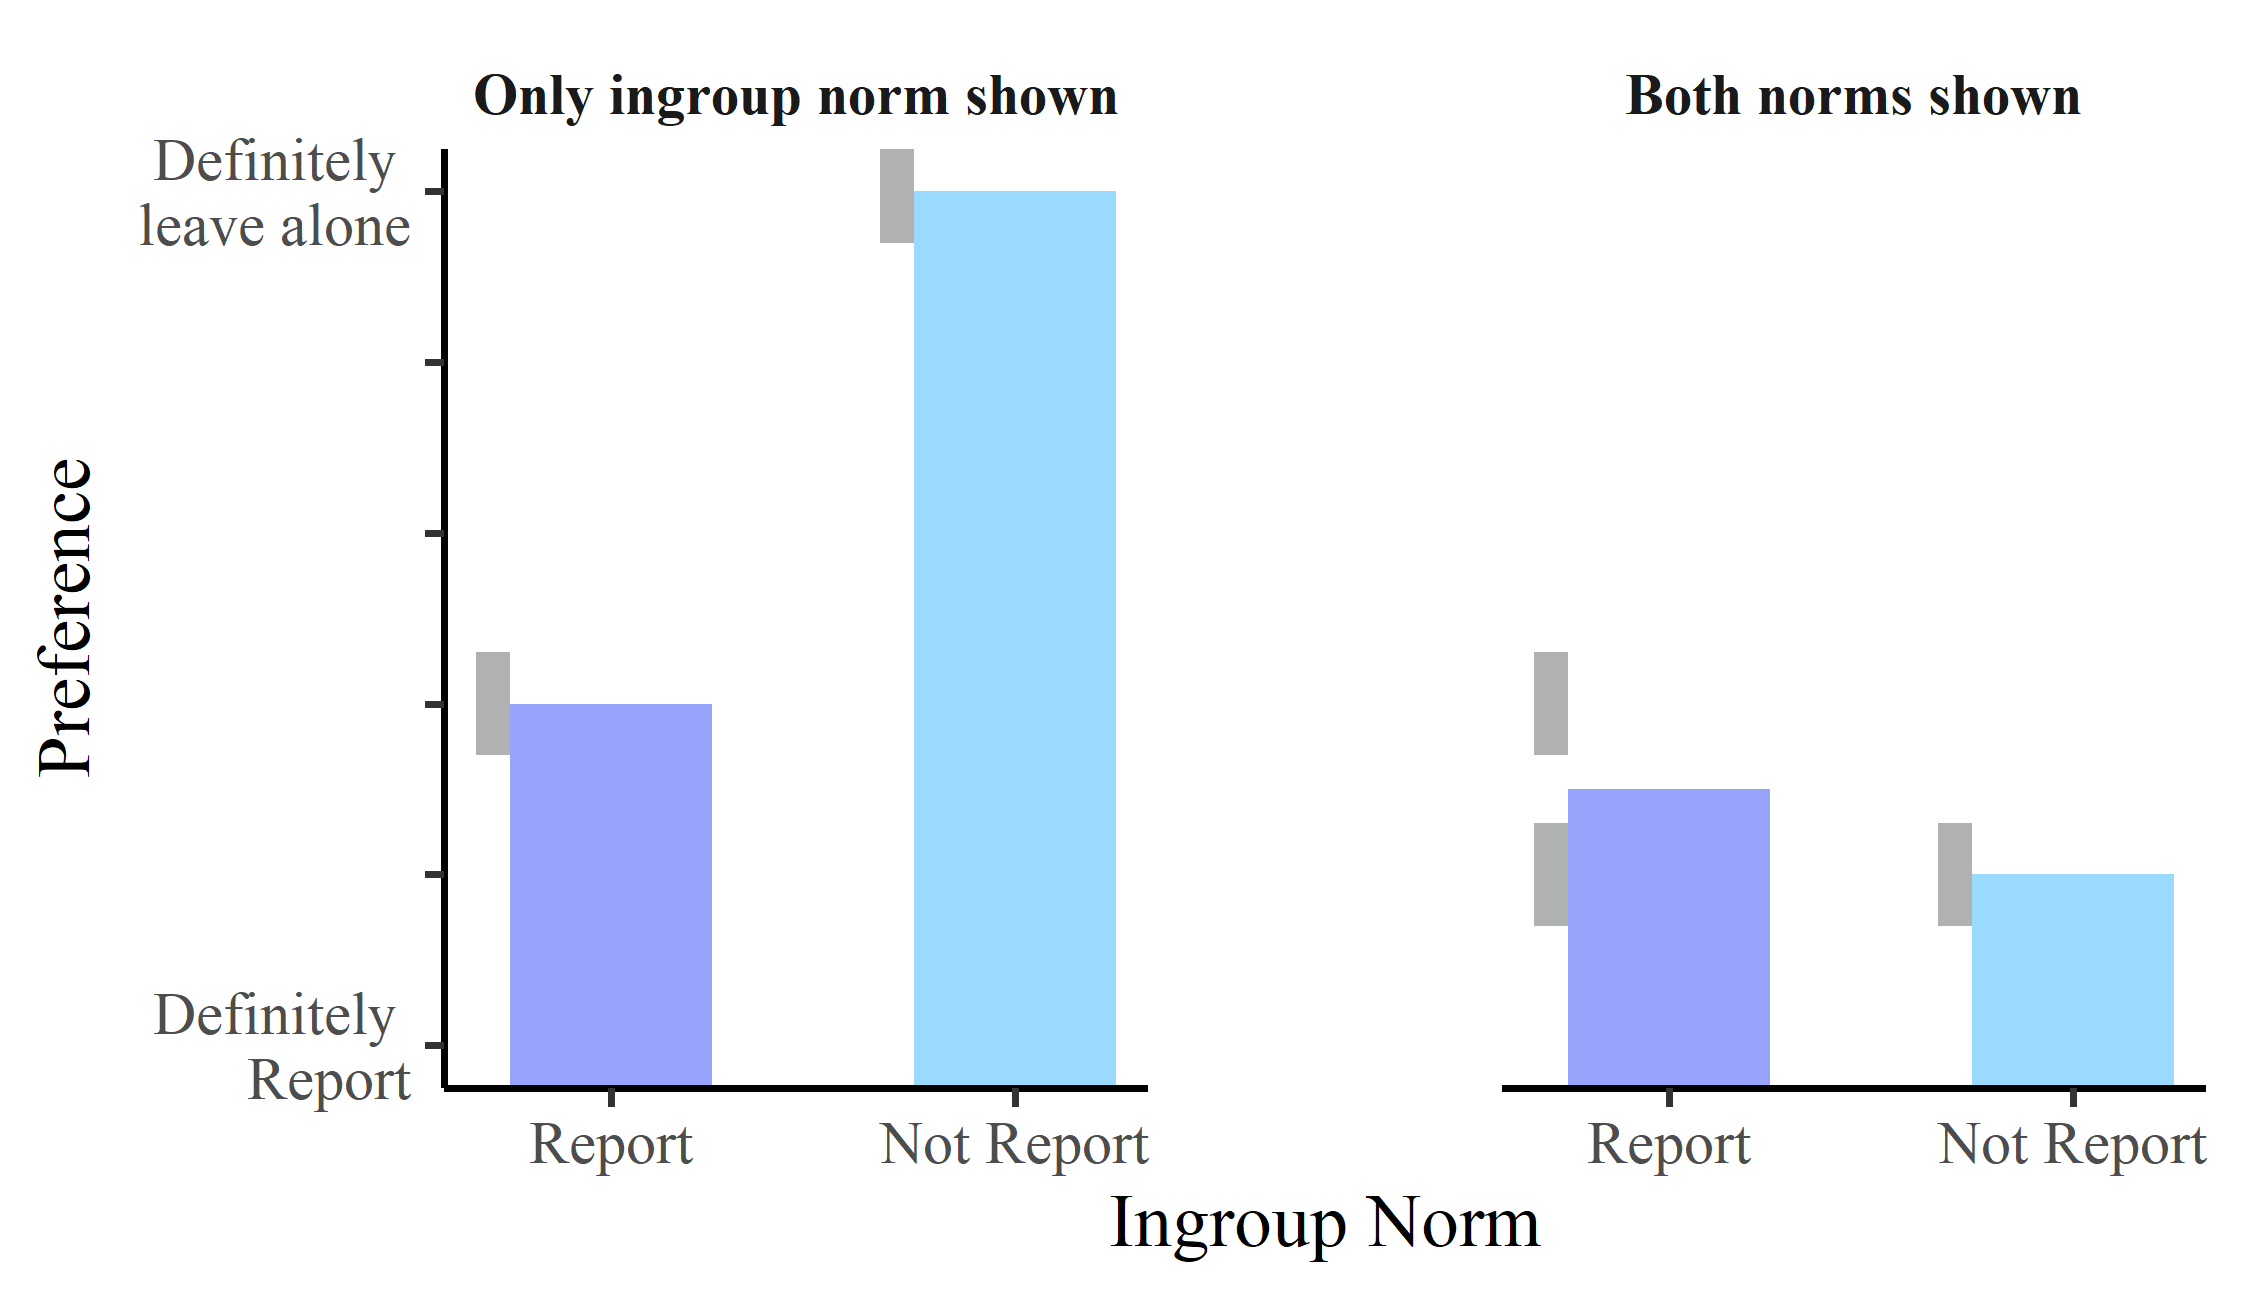 Only ingroup norm shown
Both norms shown
Definitely
leave alone
Preference
Definitely
Report
Report
Not Report
Report
Not Report
Ingroup Norm